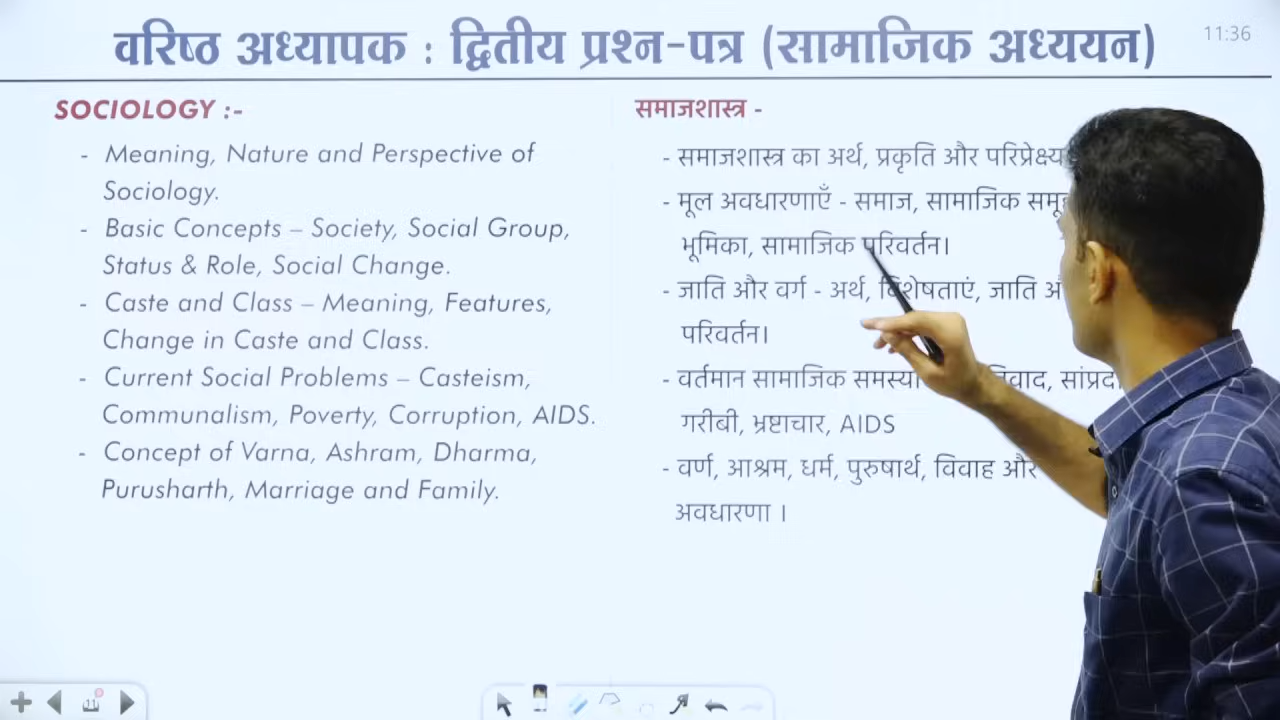 वरिष्ठ अध्यापक : द्वितीय प्रश्न-पत्र (सामाजिक अध्ययन)
11:36
SOCIOLOGY :-
- Meaning, Nature and Perspective of
Sociology.
- Basic Concepts – Society, Social Group,
Status & Role, Social Change.
- Caste and Class – Meaning, Features,
Change in Caste and Class.
- Current Social Problems – Casteism,
Communalism, Poverty, Corruption, AIDS.
- Concept of Varna, Ashram, Dharma,
Purusharth, Marriage and Family.
समाजशास्त्र -
- समाजशास्त्र का अर्थ, प्रकृति और परिप्रेक्ष्य
- मूल अवधारणाएँ - समाज, सामाजिक
भूमिका, सामाजिक परिवर्तन।
- जाति और वर्ग - अर्थ, विशेषताएं, जाति
परिवर्तन।
- वर्तमान सामाजिक
गरीबी, भ्रष्टाचार, AIDS
- वर्ण, आश्रम, धर्म, पुरुषार्थ, विवाह और
अवधारणा ।